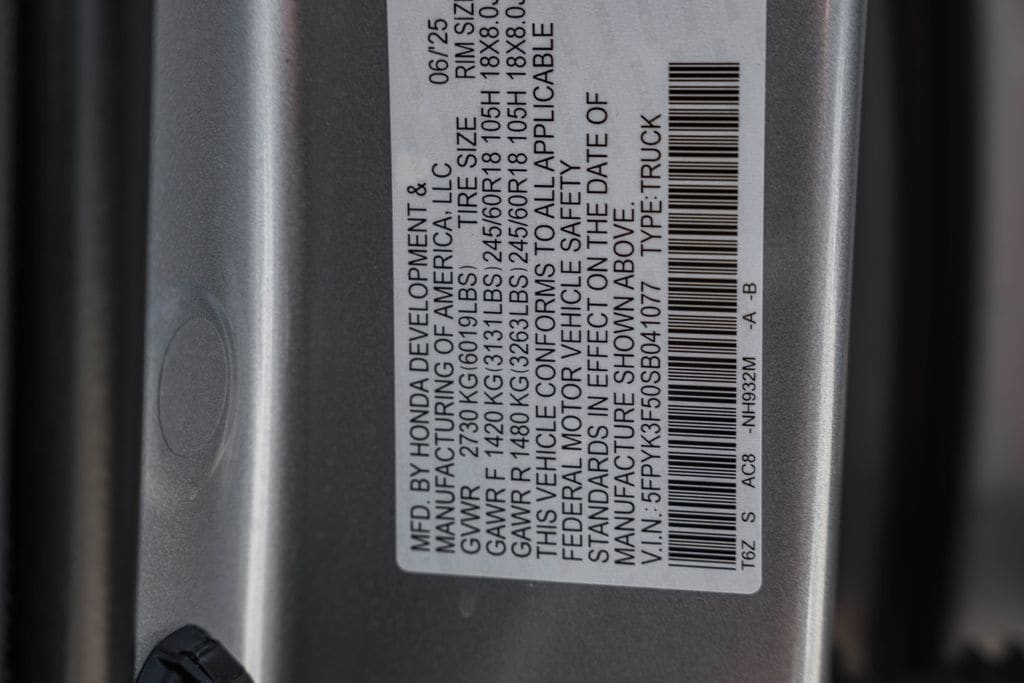 MFD. BY HONDA DEVELOPMENT &
MANUFACTURING OF AMERICA, LLC 06/'25
GVWR 2730 KG(6019LBS) TIRE SIZE RIM SIZE
GAWR F 1420 KG(3131LBS) 245/60R18 105H 18X8.0J
GAWR R 1480 KG(3263LBS) 245/60R18 105H 18X8.0J
THIS VEHICLE CONFORMS TO ALL APPLICABLE
FEDERAL MOTOR VEHICLE SAFETY
STANDARDS IN EFFECT ON THE DATE OF
MANUFACTURE SHOWN ABOVE.
V.I.N.: 5FPYK3F50SB041077 TYPE: TRUCK
T6Z S AC8 -NH932M -A -B